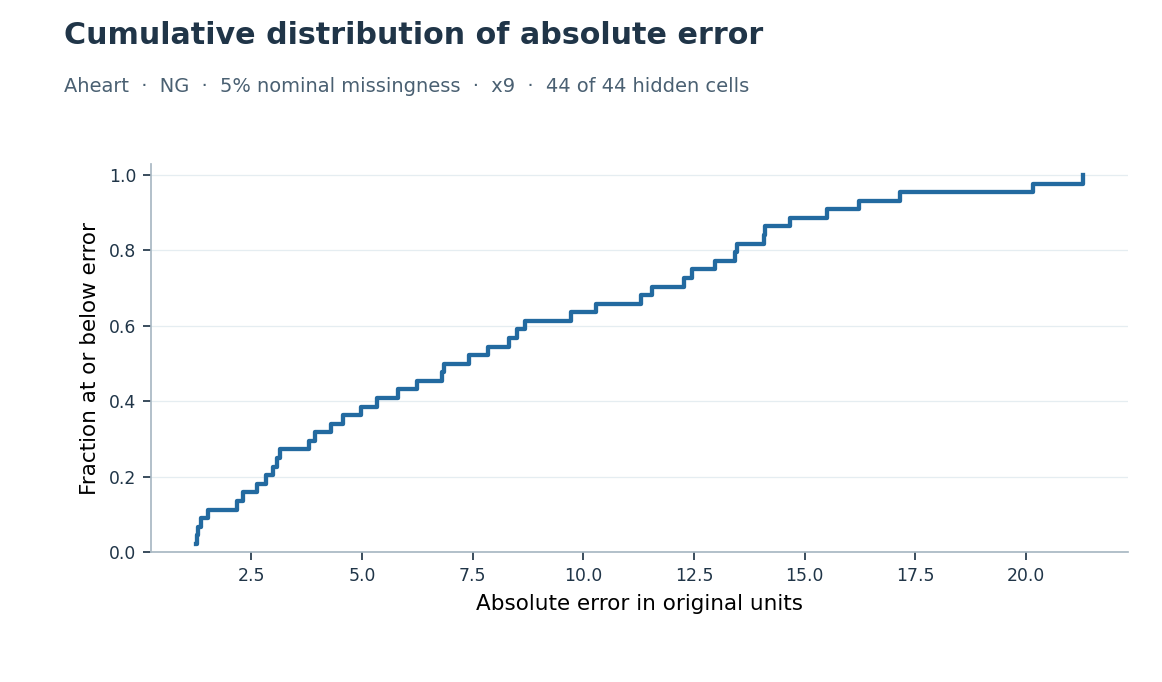 Cumulative distribution of absolute error
Aheart · NG · 5% nominal missingness · x9 · 44 of 44 hidden cells
Fraction at or below error
1.0
0.8
0.6
0.4
0.2
0.0
2.5 5.0 7.5 10.0 12.5 15.0 17.5 20.0
Absolute error in original units